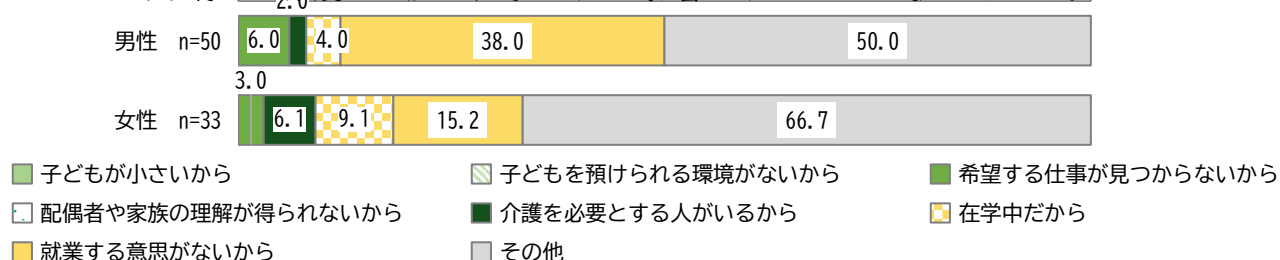 2.0
男性 n=50 6.0 4.0 38.0 50.0
3.0
女性 n=33 6.1 9.1 15.2 66.7
子どもが小さいから 子どもを預けられる環境がないから 希望する仕事が見つからないから
配偶者や家族の理解が得られないから 介護を必要とする人がいるから 在学中だから
就業する意思がないから その他